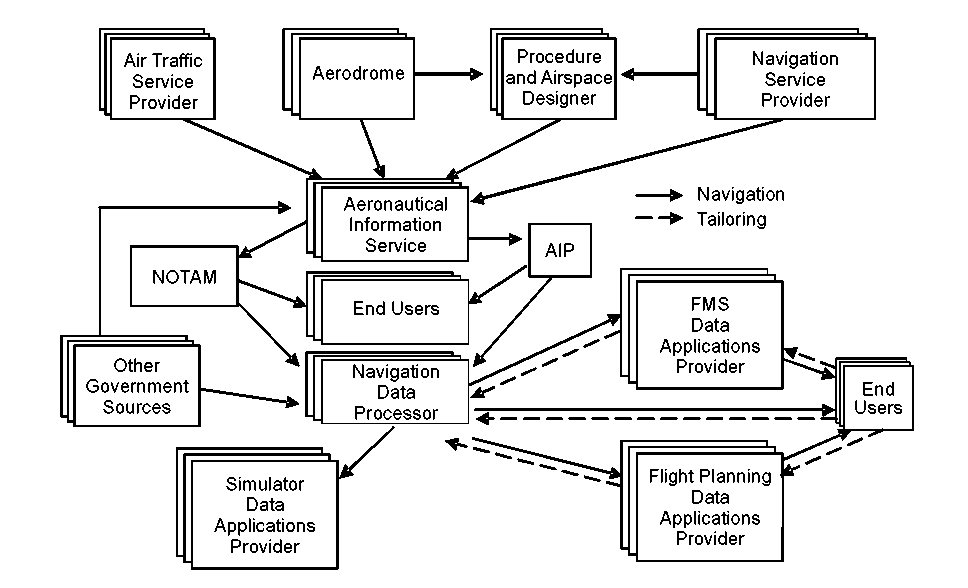 Air Traffic
Service
Provider
Aerodrome
Procedure
and Airspace
Designer
Navigation
Service
Provider
Aeronautical
Information
Service
Navigation
Tailoring
NOTAM
AIP
End Users
FMS
Data
Applications
Provider
Other
Government
Sources
Navigation
Data
Processor
End
Users
Simulator
Data
Applications
Provider
Flight Planning
Data
Applications
Provider